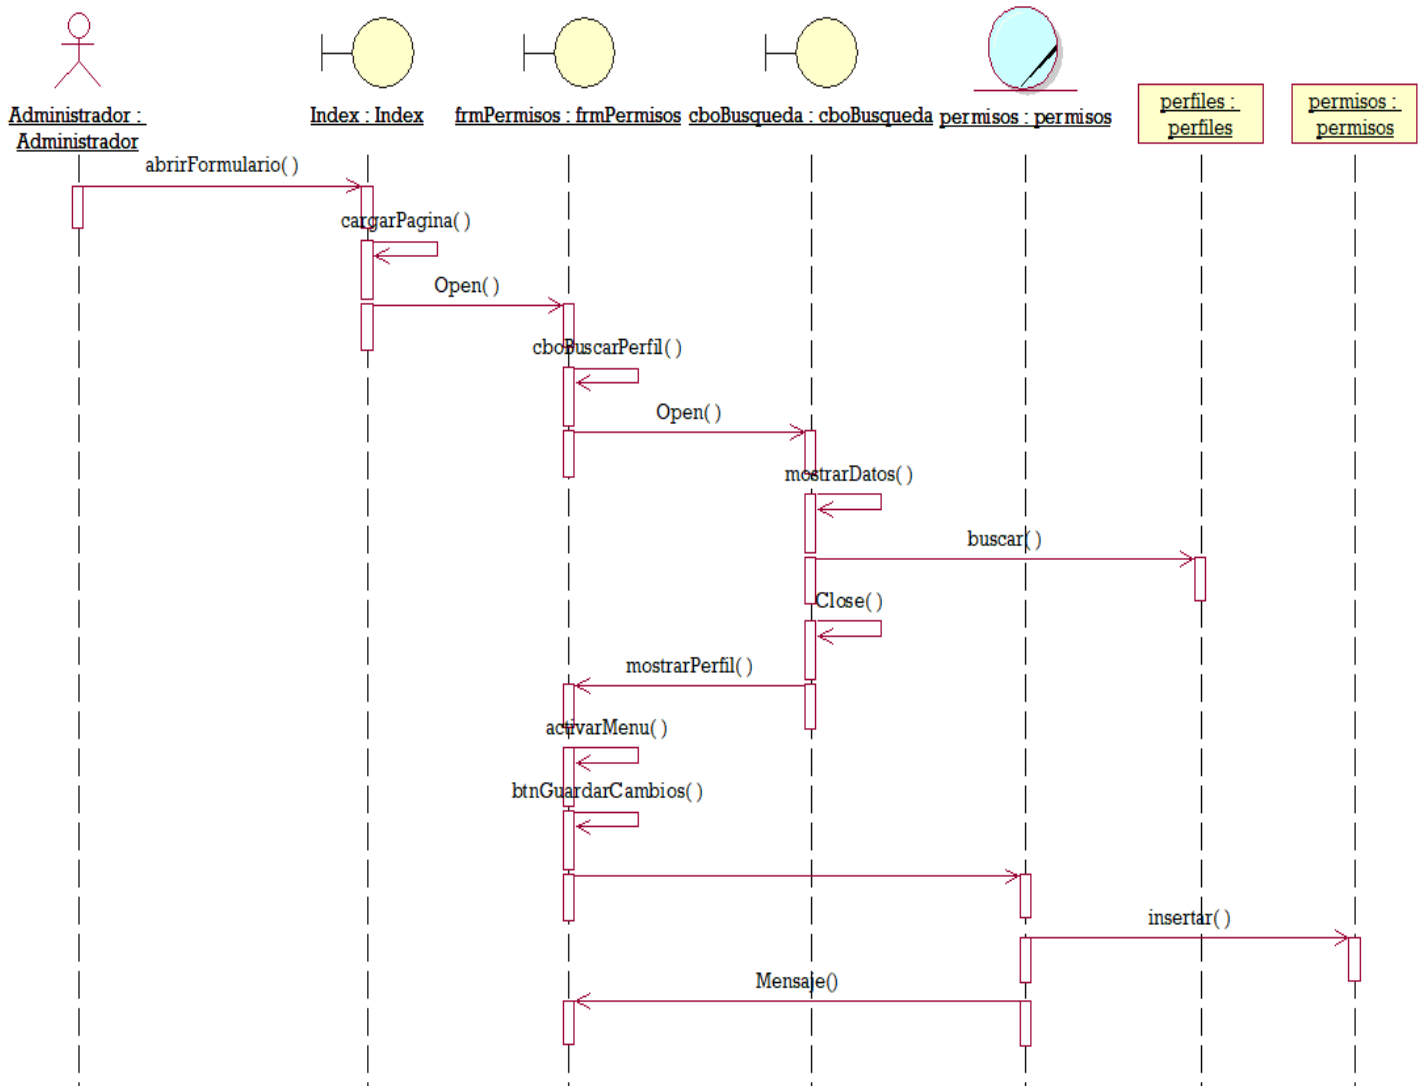 Administrador :
Administrador
Index : Index
frmPermisos : frmPermisos
cboBusqueda : cboBusqueda
permisos : permisos
perfiles :
perfiles
permisos :
permisos
abrirFormulario( )
cargarPagina( )
Open( )
cboBuscarPerfil( )
Open( )
mostrarDatos( )
buscar( )
Close( )
mostrarPerfil( )
activarMenu( )
btnGuardarCambios( )
insertar( )
Mensaje()